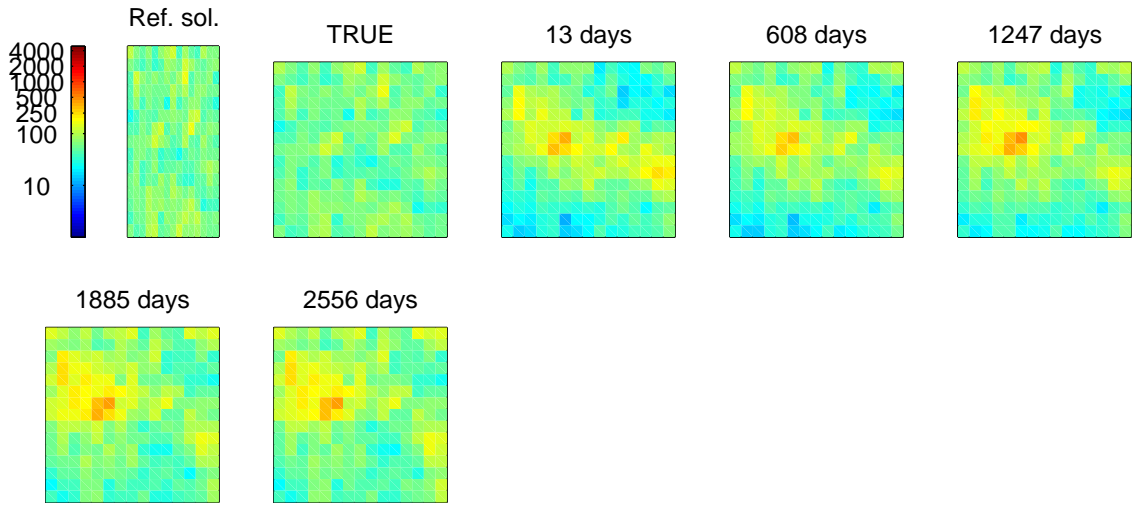 Ref. sol.
TRUE
13 days
608 days
1247 days
4000
2000
1000
500
250
100
10
1885 days
2556 days